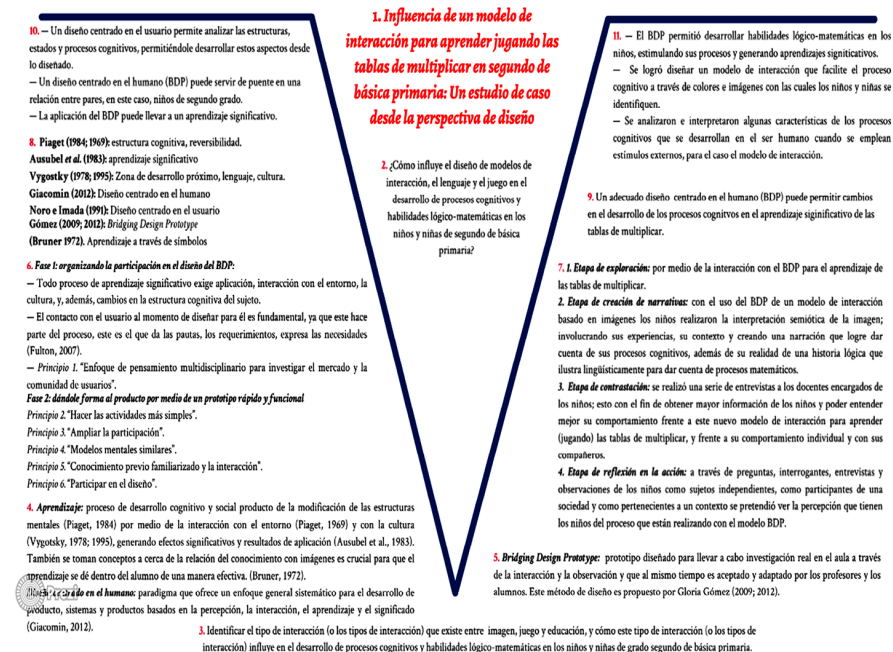 1. Influencia de un modelo de
interacción para aprender jugando las
tablas de multiplicar en segundo de
básica primaria: Un estudio de caso
desde la perspectiva de diseño
2. ¿Cómo influye el diseño de modelos de
interacción, el lenguaje y el juego en el
desarrollo de procesos cognitivos y
habilidades lógico-matemáticas en los
niños y niñas de segundo de básica
primaria?
10. — Un diseño centrado en el usuario permite analizar las estructuras,
estados y procesos cognitivos, permitiéndole desarrollar estos aspectos desde
lo diseñado.
— Un diseño centrado en el humano (BDP) puede servir de puente en una
relación entre pares, en este caso, niños de segundo grado.
— La aplicación del BDP puede llevar a un aprendizaje significativo.
8. Piaget (1984; 1969): estructura cognitiva, reversibilidad.
Ausubel et al. (1983): aprendizaje significativo
Vygostky (1978; 1995): Zona de desarrollo próximo, lenguaje, cultura.
Giacomin (2012): Diseño centrado en el humano
Noro e Imada (1991): Diseño centrado en el usuario
Gómez (2009; 2012): Bridging Design Prototype
(Bruner 1972). Aprendizaje a través de símbolos
6. Fase 1: organizando la participación en el diseño del BDP:
— Todo proceso de aprendizaje significativo exige aplicación, interacción con el entorno, la
cultura, y, además, cambios en la estructura cognitiva del sujeto.
— El contacto con el usuario al momento de diseñar para él es fundamental, ya que este hace
parte del proceso, este es el que da las pautas, los requerimientos, expresa las necesidades
(Fulton, 2007).
— Principio 1. “Enfoque de pensamiento multidisciplinario para investigar el mercado y la
comunidad de usuarios”.
Fase 2: dándole forma al producto por medio de un prototipo rápido y funcional
Principio 2. “Hacer las actividades más simples”.
Principio 3. “Ampliar la participación”.
Principio 4. “Modelos mentales similares”.
Principio 5. “Conocimiento previo familiarizado y la interacción”.
Principio 6. “Participar en el diseño”.
4. Aprendizaje: proceso de desarrollo cognitivo y social producto de la modificación de las estructuras
mentales (Piaget, 1984) por medio de la interacción con el entorno (Piaget, 1969) y con la cultura
(Vygotsky, 1978; 1995), generando efectos significativos y resultados de aplicación (Ausubel et al., 1983).
También se toman conceptos a cerca de la relación del conocimiento con imágenes es crucial para que el
aprendizaje se dé dentro del alumno de una manera efectiva. (Bruner, 1972).
Prezi
Diseño centrado en el humano: paradigma que ofrece un enfoque general sistemático para el desarrollo de
producto, sistemas y productos basados en la percepción, la interacción, el aprendizaje y el significado
(Giacomin, 2012).
3. Identificar el tipo de interacción (o los tipos de interacción) que existe entre imagen, juego y educación, y cómo este tipo de interacción (o los tipos de
interacción) influye en el desarrollo de procesos cognitivos y habilidades lógico-matemáticas en los niños y niñas de grado segundo de básica primaria.
11. — El BDP permitió desarrollar habilidades lógico-matemáticas en los
niños, estimulando sus procesos y generando aprendizajes significativos.
— Se logró diseñar un modelo de interacción que facilite el proceso
cognitivo a través de colores e imágenes con las cuales los niños y niñas se
identifiquen.
— Se analizaron e interpretaron algunas características de los procesos
cognitivos que se desarrollan en el ser humano cuando se emplean
estímulos externos, para el caso el modelo de interacción.
9. Un adecuado diseño centrado en el humano (BDP) puede permitir cambios
en el desarrollo de los procesos cognitvos en el aprendizaje siginificativo de las
tablas de multiplicar.
7. 1. Etapa de exploración: por medio de la interacción con el BDP para el aprendizaje de
las tablas de multiplicar.
2. Etapa de creación de narrativas: con el uso del BDP de un modelo de interacción
basado en imágenes los niños realizaron la interpretación semiótica de la imagen;
involucrando sus experiencias, su contexto y creando una narración que logre dar
cuenta de sus procesos cognitivos, además de su realidad de una historia lógica que
ilustra lingüísticamente para dar cuenta de procesos matemáticos.
3. Etapa de contrastación: se realizó una serie de entrevistas a los docentes encargados de
los niños; esto con el fin de obtener mayor información de los niños y poder entender
mejor su comportamiento frente a este nuevo modelo de interacción para aprender
(jugando) las tablas de multiplicar, y frente a su comportamiento individual y con sus
compañeros.
4. Etapa de reflexión en la acción: a través de preguntas, interrogantes, entrevistas y
observaciones de los niños como sujetos independientes, como participantes de una
sociedad y como pertenecientes a un contexto se pretendió ver la percepción que tienen
los niños del proceso que están realizando con el modelo BDP.
5. Bridging Design Prototype: prototipo diseñado para llevar a cabo investigación real en el aula a través
de la interacción y la observación y que al mismo tiempo es aceptado y adaptado por los profesores y los
alumnos. Este método de diseño es propuesto por Gloria Gómez (2009; 2012).